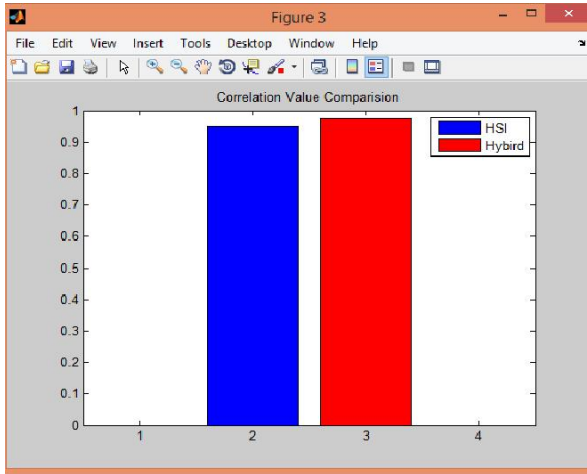 Figure 3
File Edit View Insert Tools Desktop Window Help
Correlation Value Comparision
1
0.9
0.8
0.7
0.6
0.5
0.4
0.3
0.2
0.1
0
1 2 3 4
HSI
Hybird